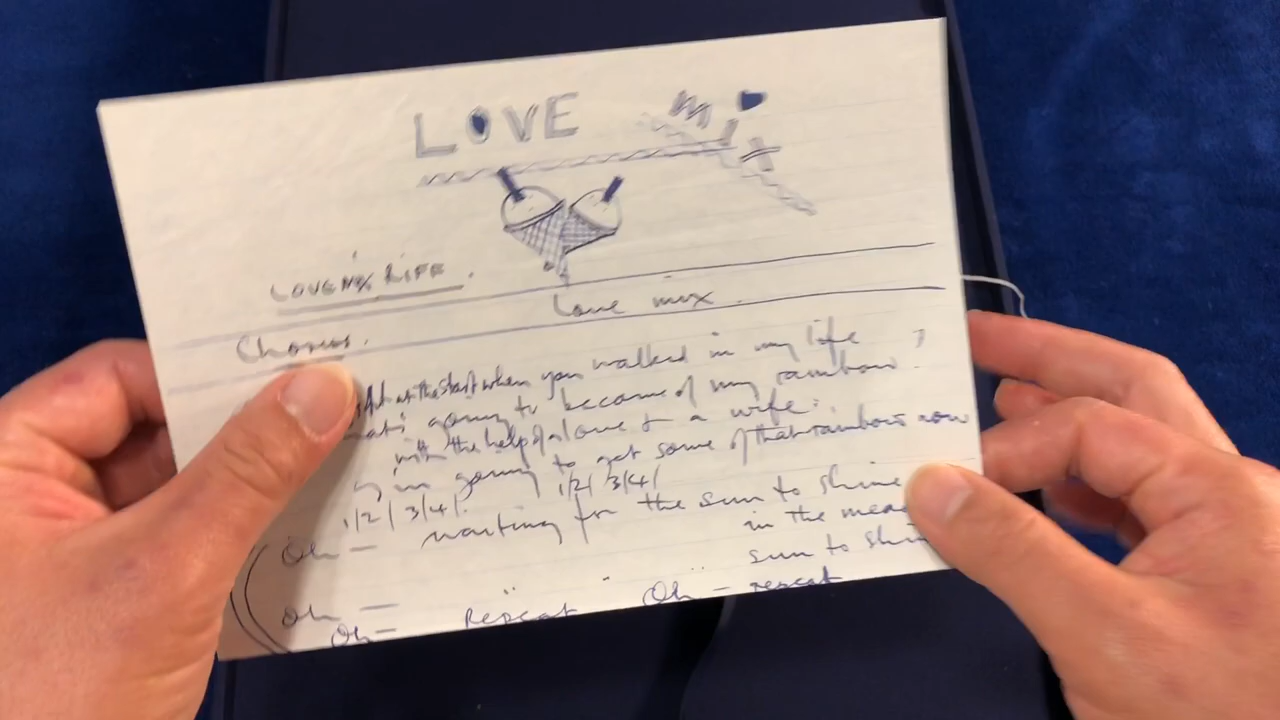 LOVE MIX
LIFE.
Love mix.
Chorus.
at the start when you walked in my life
going to become of my rainbow?
with the help of a love & a wife.
I'm going to get some of that rainbow now
1/2/3/4/. 1/2/3/4/
Oh — waiting for the sun to shine
in the
sun to
Oh — Repeat Oh — repeat
Oh —